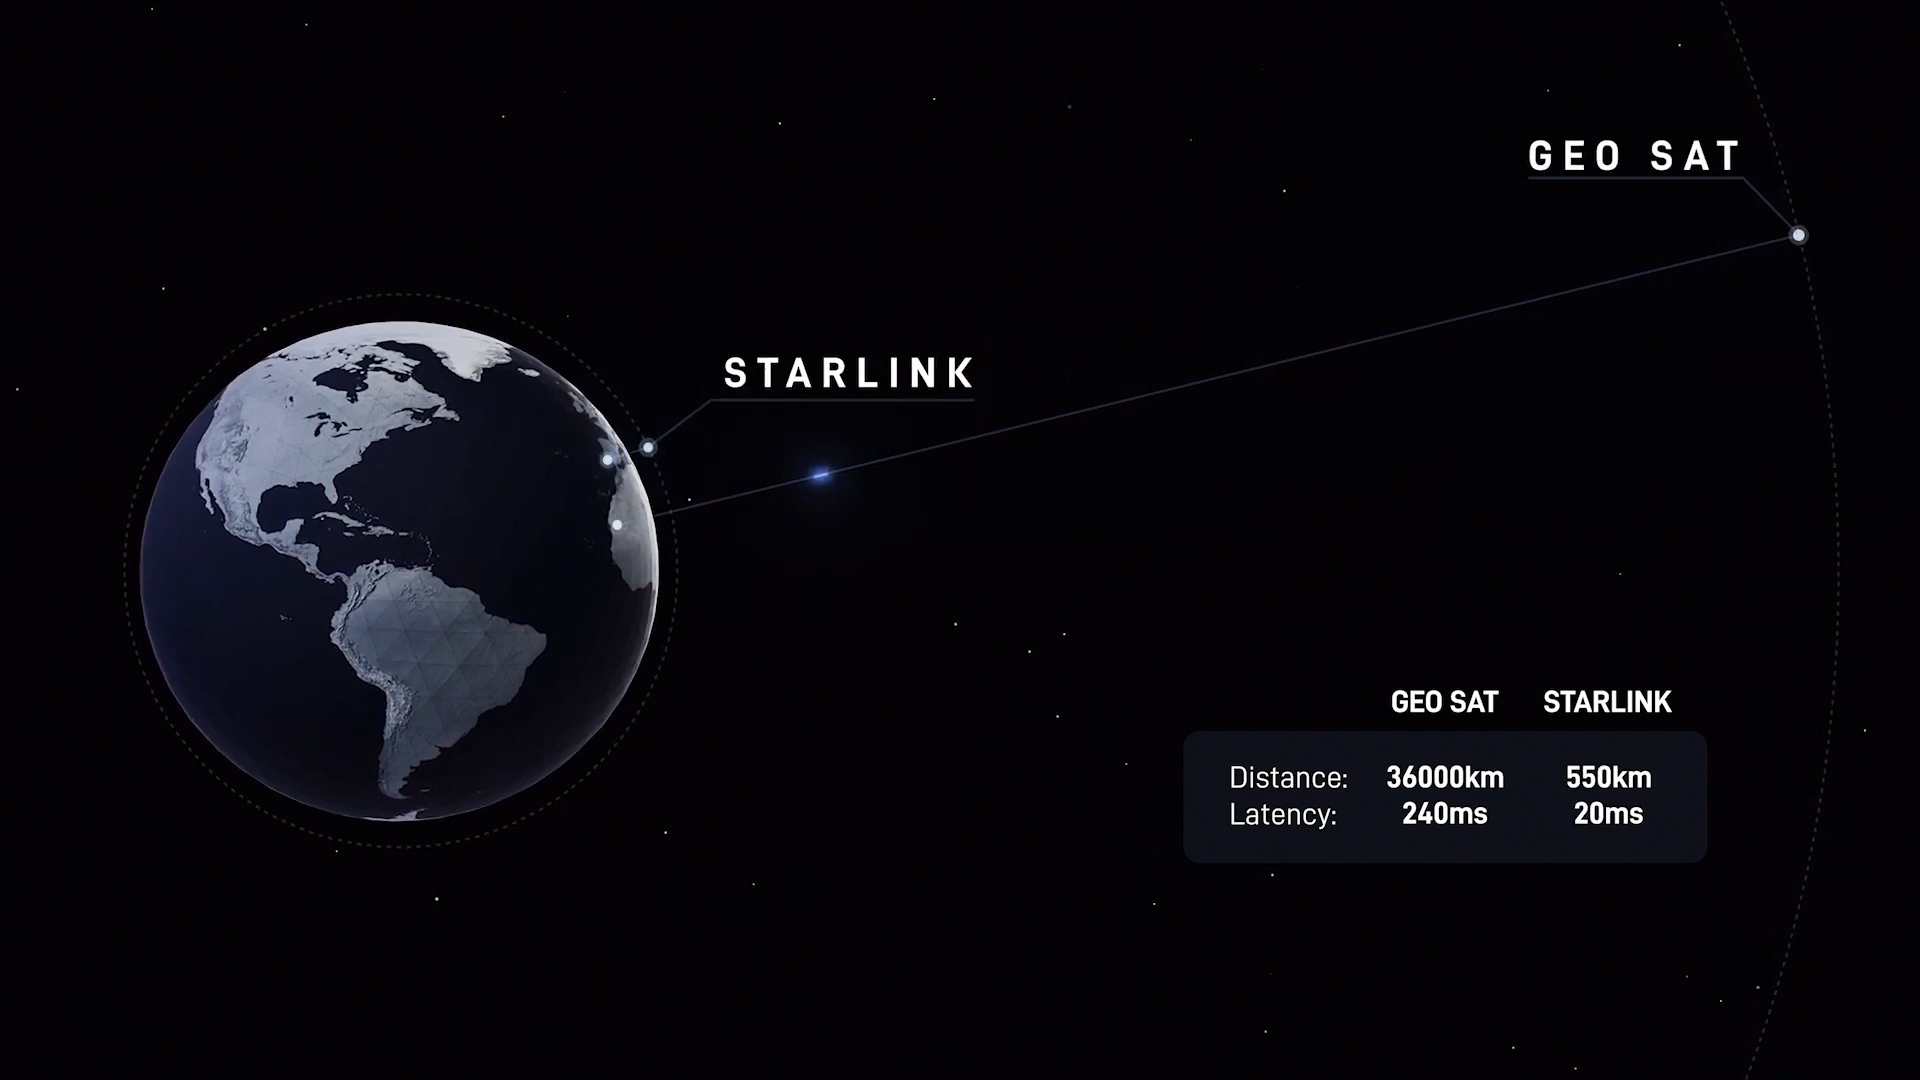 GEO SAT
STARLINK
GEO SAT STARLINK
Distance: 36000km 550km
Latency: 240ms 20ms